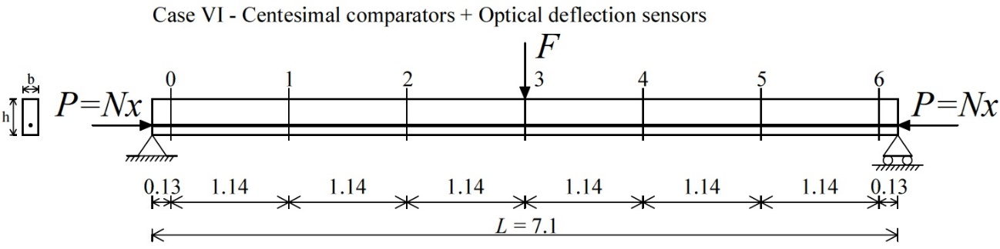 Case VI - Centesimal comparators + Optical deflection sensors
F
b
0 1 2 3 4 5 6
h
P=Nx P=Nx
0.13 1.14 1.14 1.14 1.14 1.14 1.14 0.13
L = 7.1